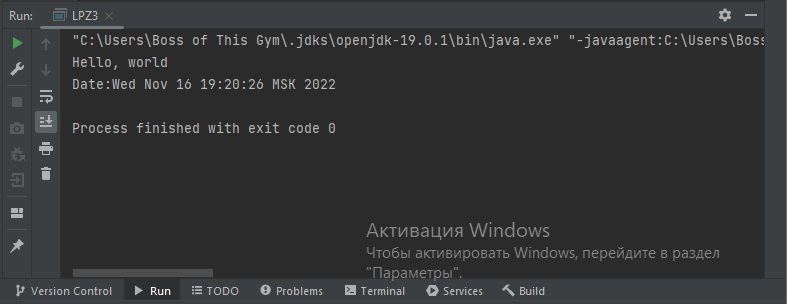 Run: LPZ3
"C:\Users\Boss of This Gym\.jdks\openjdk-19.0.1\bin\java.exe" "-javaagent:C:\Users\Boss
Hello, world
Date:Wed Nov 16 19:20:26 MSK 2022
Process finished with exit code 0
Активация Windows
Чтобы активировать Windows, перейдите в раздел
"Параметры".
Version Control Run TODO Problems Terminal Services Build